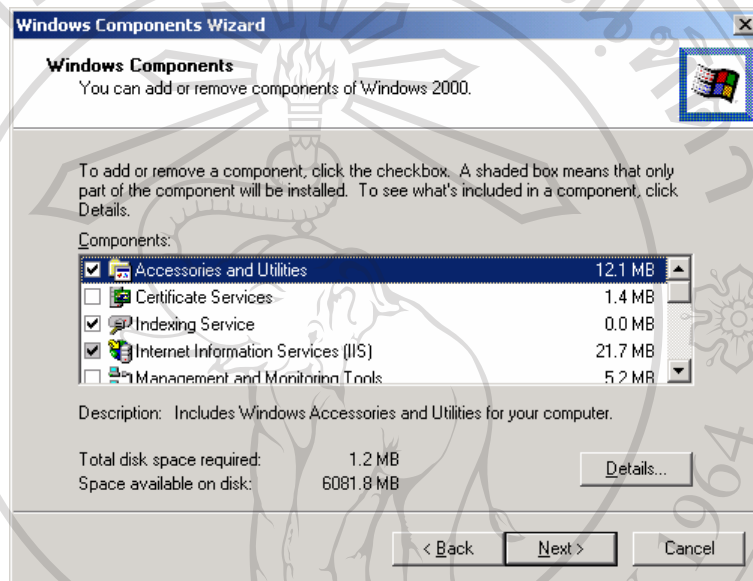 Windows Components Wizard
Windows Components
You can add or remove components of Windows 2000.
To add or remove a component, click the checkbox. A shaded box means that only
part of the component will be installed. To see what's included in a component, click
Details.
Components:
Accessories and Utilities 12.1 MB
Certificate Services 1.4 MB
Indexing Service 0.0 MB
Internet Information Services (IIS) 21.7 MB
Management and Monitoring Tools 5.2 MB
Description: Includes Windows Accessories and Utilities for your computer.
Total disk space required: 1.2 MB
Space available on disk: 6081.8 MB
Details...
< Back
Next >
Cancel
1964